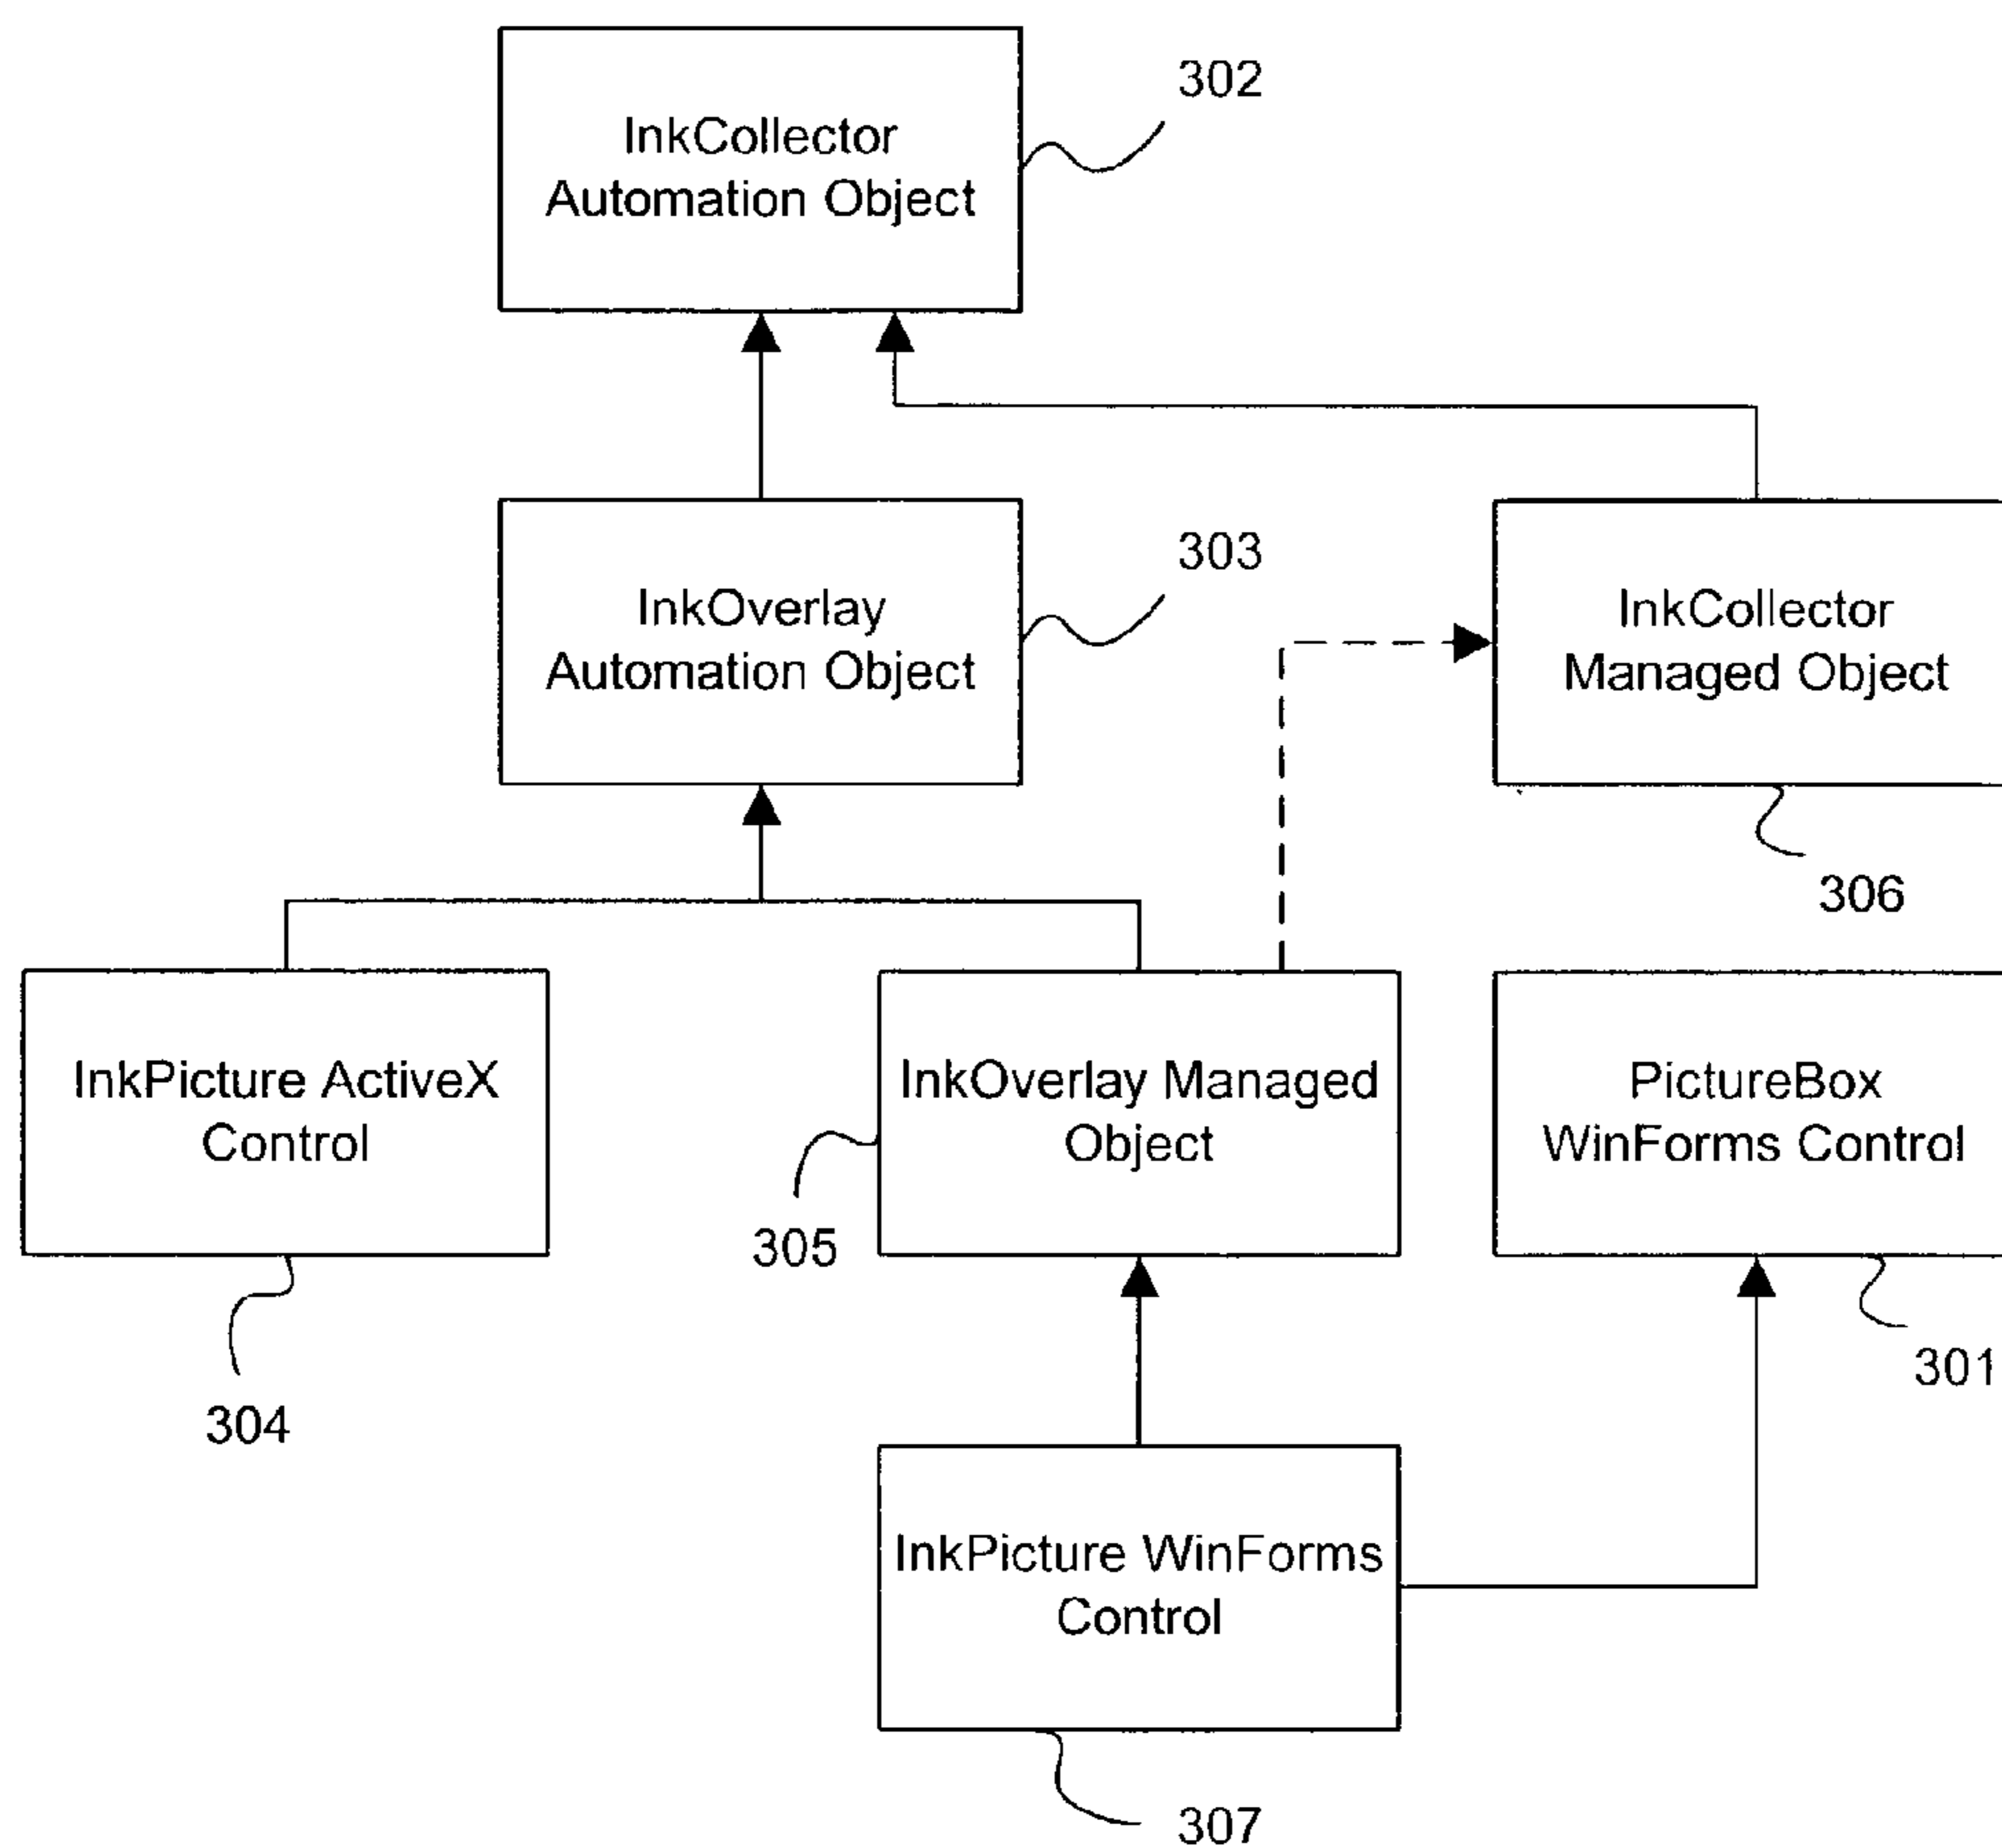 302
InkCollector
Automation Object
303
InkOverlay
Automation Object
InkCollector
Managed Object
306
InkPicture ActiveX
Control
InkOverlay Managed
Object
PictureBox
WinForms Control
305
301
304
InkPicture WinForms
Control
307